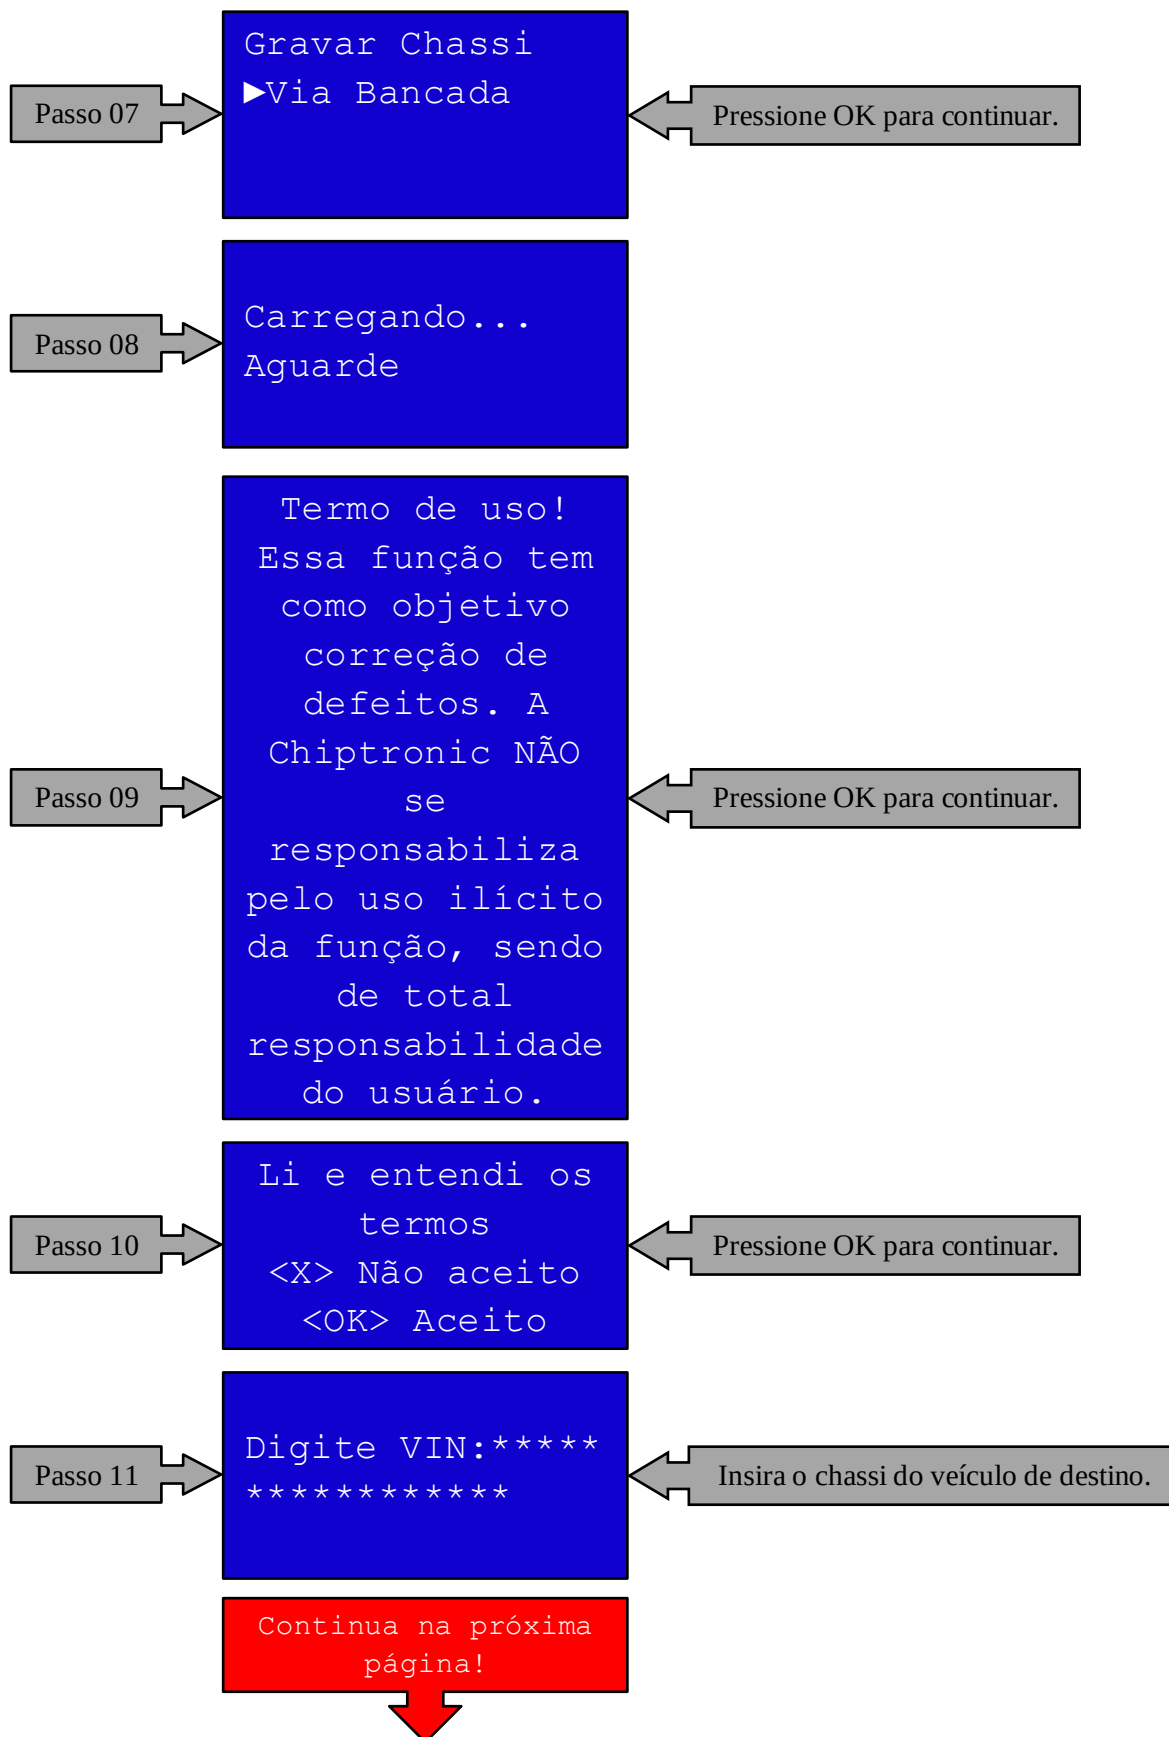 Gravar Chassi
►Via Bancada
Passo 07
Pressione OK para continuar.
Carregando...
Aguarde
Passo 08
Termo de uso!
Essa função tem
como objetivo
correção de
defeitos. A
Chiptronic NÃO
se
responsabiliza
pelo uso ilícito
da função, sendo
de total
responsabilidade
do usuário.
Passo 09
Pressione OK para continuar.
Li e entendi os
termos
<X> Não aceito
<OK> Aceito
Passo 10
Pressione OK para continuar.
Digite VIN:*****
************
Passo 11
Insira o chassi do veículo de destino.
Continua na próxima
página!